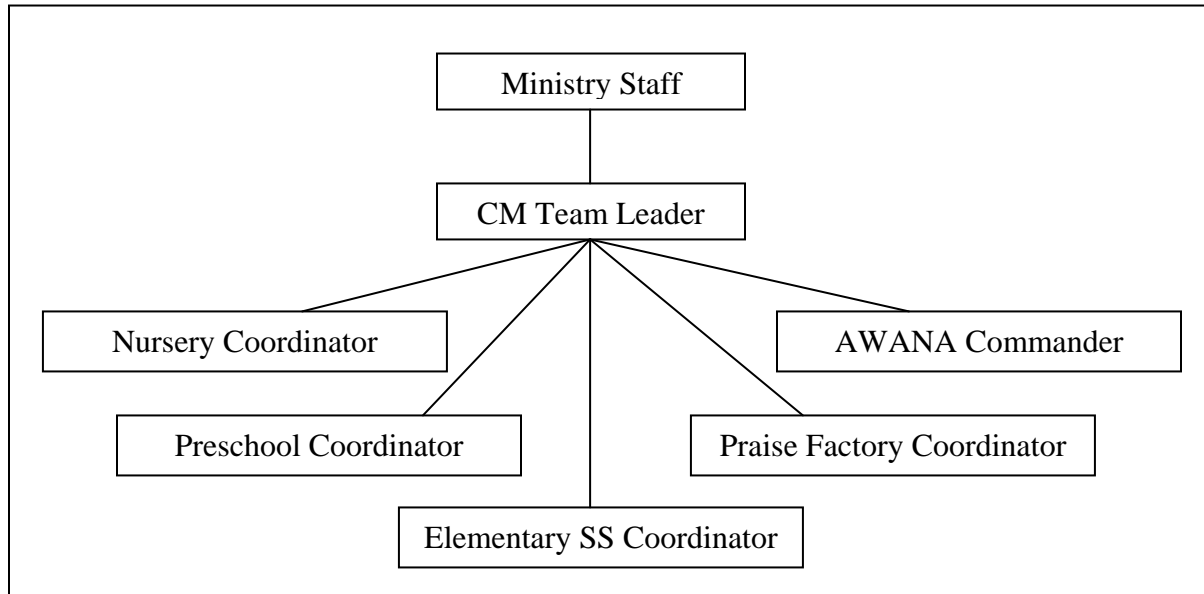 Ministry Staff
CM Team Leader
Nursery Coordinator
AWANA Commander
Preschool Coordinator
Praise Factory Coordinator
Elementary SS Coordinator